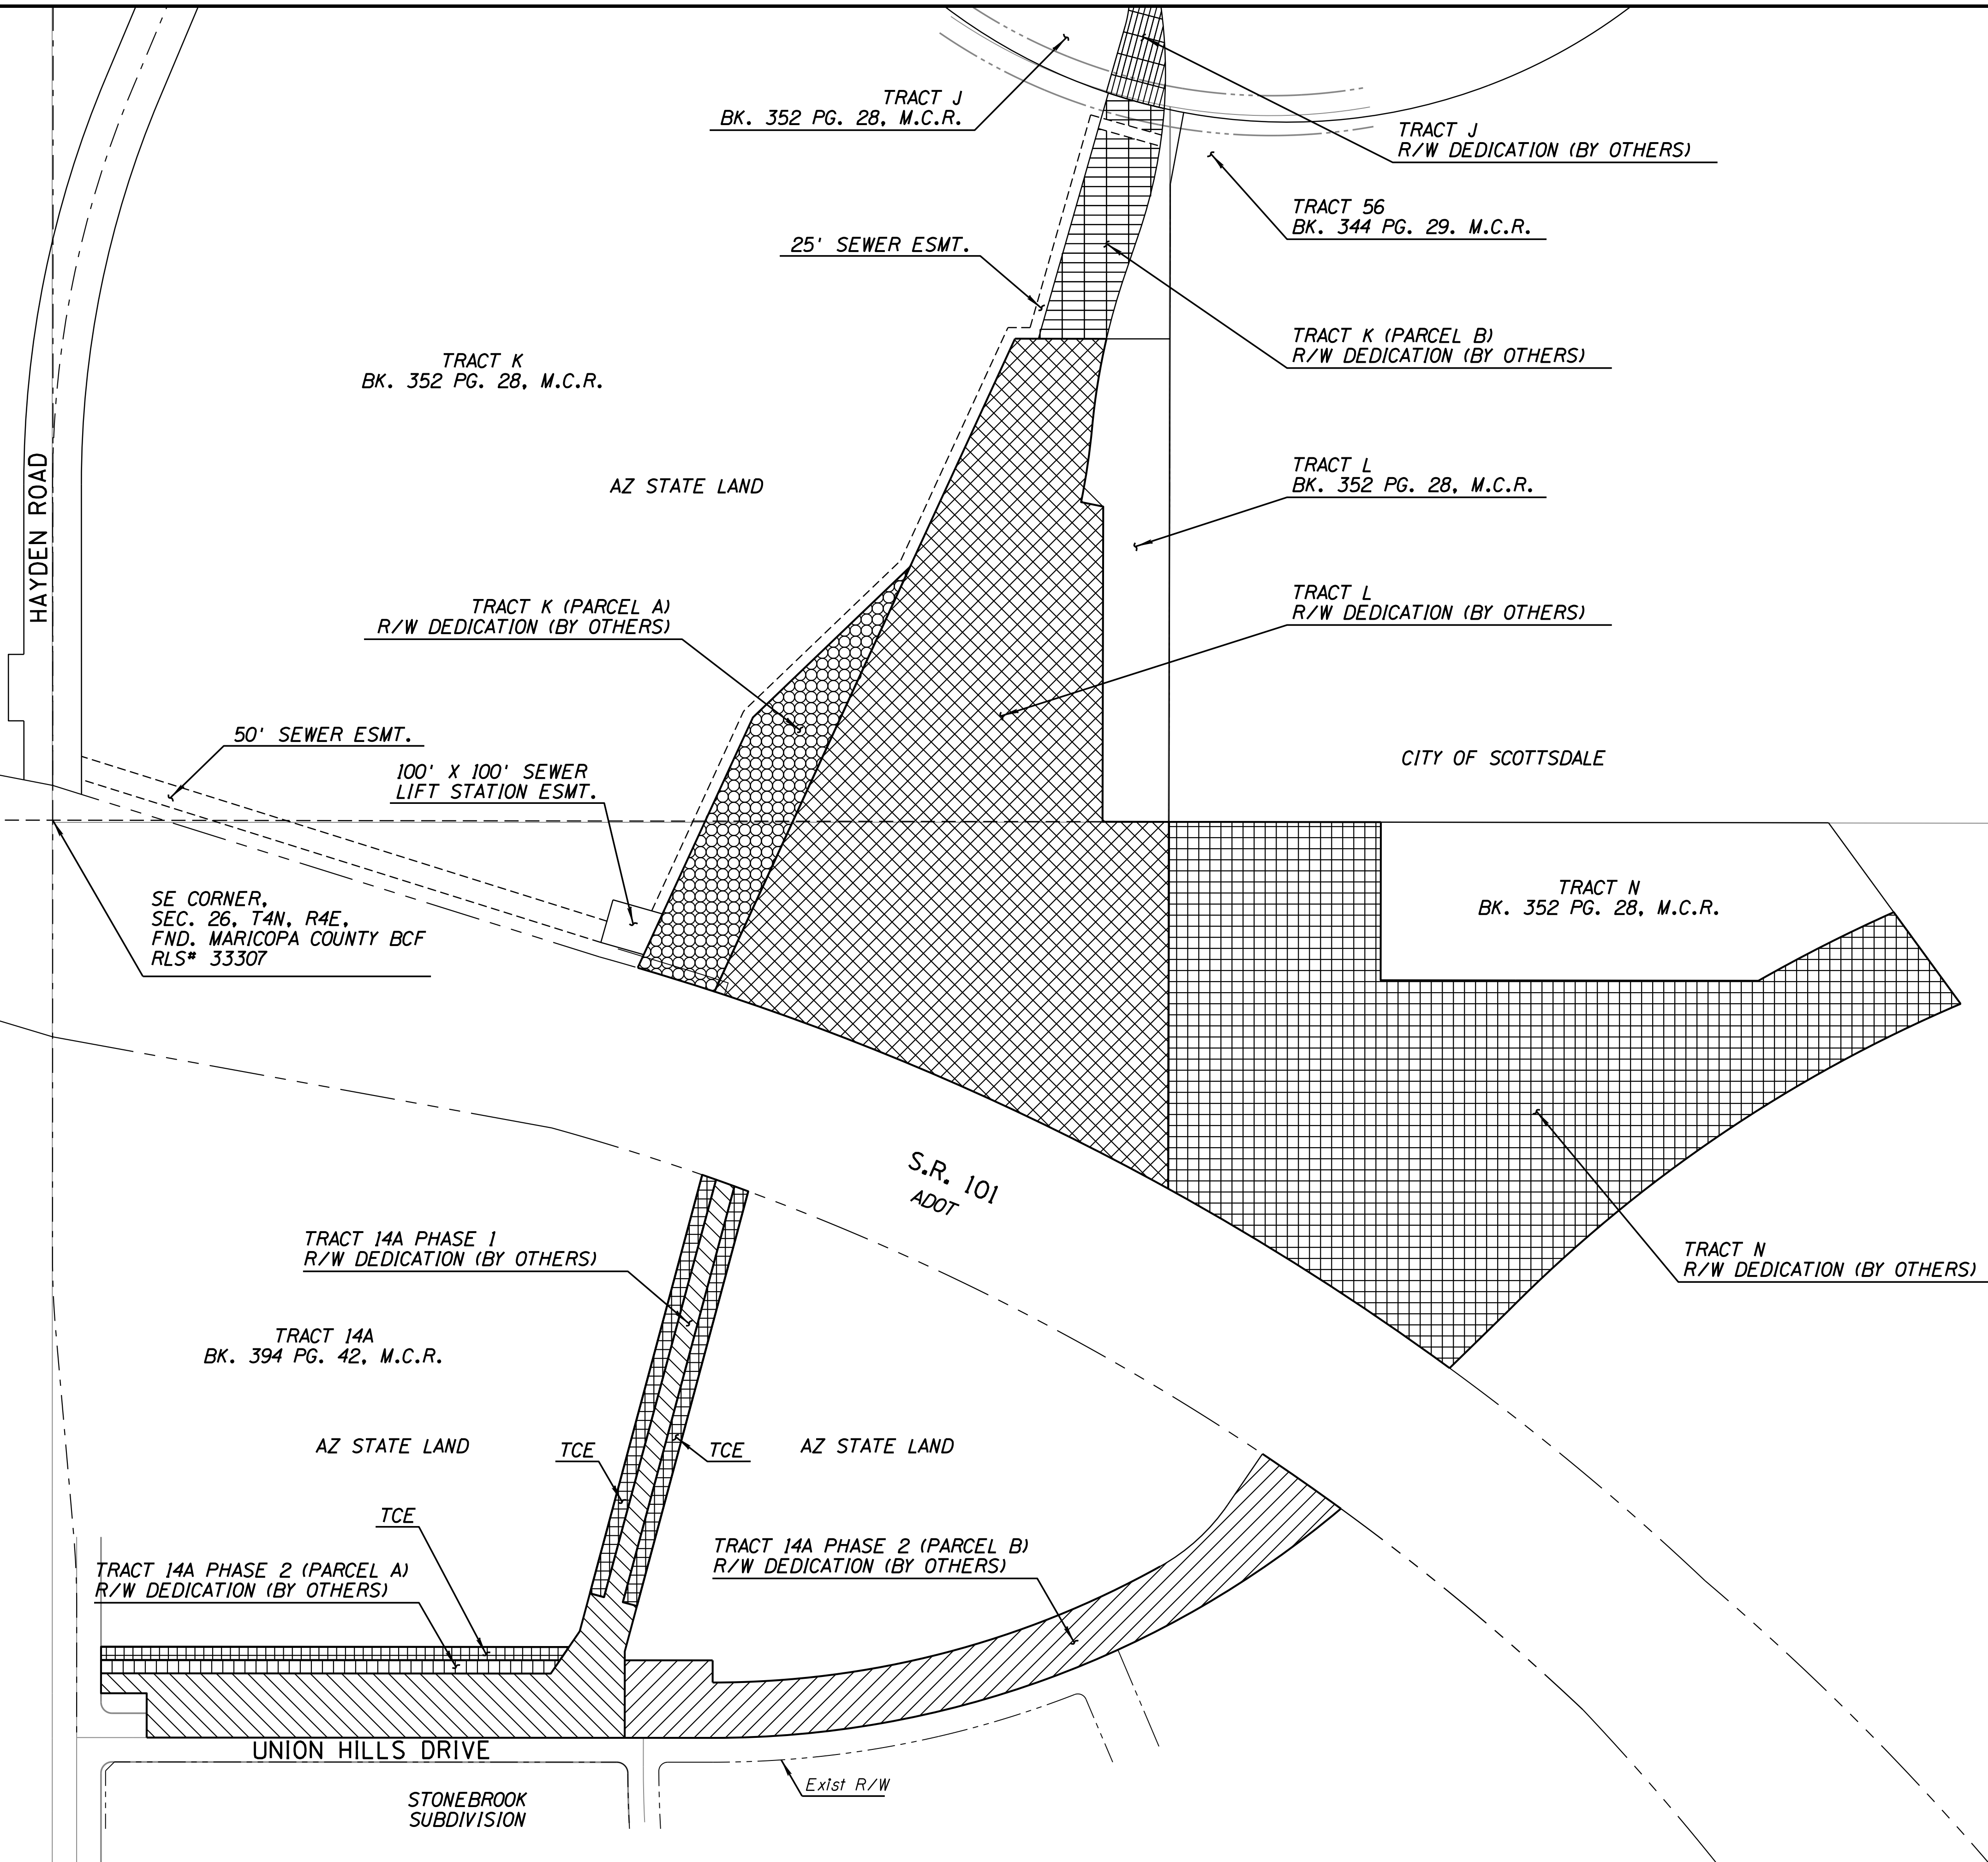 TRACT J
BK. 352 PG. 28, M.C.R.
TRACT J
R/W DEDICATION (BY OTHERS)
TRACT 56
BK. 344 PG. 29. M.C.R.
25' SEWER ESMT.
TRACT K (PARCEL B)
R/W DEDICATION (BY OTHERS)
TRACT K
BK. 352 PG. 28, M.C.R.
AZ STATE LAND
HAYDEN ROAD
TRACT L
BK. 352 PG. 28, M.C.R.
TRACT K (PARCEL A)
R/W DEDICATION (BY OTHERS)
TRACT L
R/W DEDICATION (BY OTHERS)
50' SEWER ESMT.
100' X 100' SEWER
LIFT STATION ESMT.
CITY OF SCOTTSDALE
SE CORNER,
SEC. 26, T4N, R4E,
FND. MARICOPA COUNTY BCF
RLS# 33307
TRACT N
BK. 352 PG. 28, M.C.R.
S.R. 101
ADOT
TRACT 14A PHASE 1
R/W DEDICATION (BY OTHERS)
TRACT N
R/W DEDICATION (BY OTHERS)
TRACT 14A
BK. 394 PG. 42, M.C.R.
AZ STATE LAND
TCE
TCE
AZ STATE LAND
TCE
TRACT 14A PHASE 2 (PARCEL A)
R/W DEDICATION (BY OTHERS)
TRACT 14A PHASE 2 (PARCEL B)
R/W DEDICATION (BY OTHERS)
UNION HILLS DRIVE
Exist R/W
STONEBROOK
SUBDIVISION